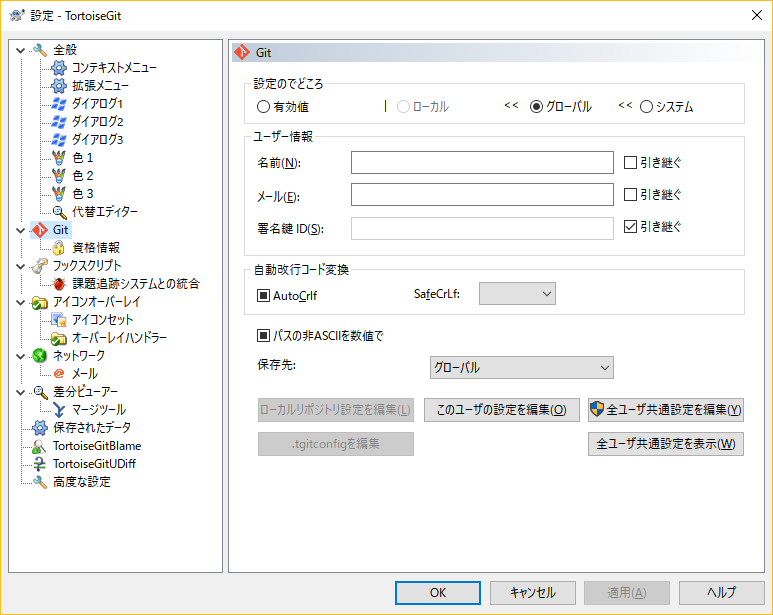 設定 - TortoiseGit
全般
コンテキストメニュー
拡張メニュー
ダイアログ1
ダイアログ2
ダイアログ3
色 1
色 2
色 3
代替エディター
Git
資格情報
フックスクリプト
課題追跡システムとの統合
アイコンオーバーレイ
アイコンセット
オーバーレイハンドラー
ネットワーク
メール
差分ビューアー
マージツール
保存されたデータ
TortoiseGitBlame
TortoiseGitUDiff
高度な設定
Git
設定のでどころ
有効値 | ローカル << グローバル << システム
ユーザー情報
名前(N): 引き継ぐ
メール(E): 引き継ぐ
署名鍵 ID(S): 引き継ぐ
自動改行コード変換
AutoCrlf SafeCrLf:
パスの非ASCIIを数値で
保存先: グローバル
ローカルリポジトリ設定を編集(L) このユーザの設定を編集(O) 全ユーザ共通設定を編集(Y)
.tgitconfigを編集 全ユーザ共通設定を表示(W)
OK キャンセル 適用(A) ヘルプ